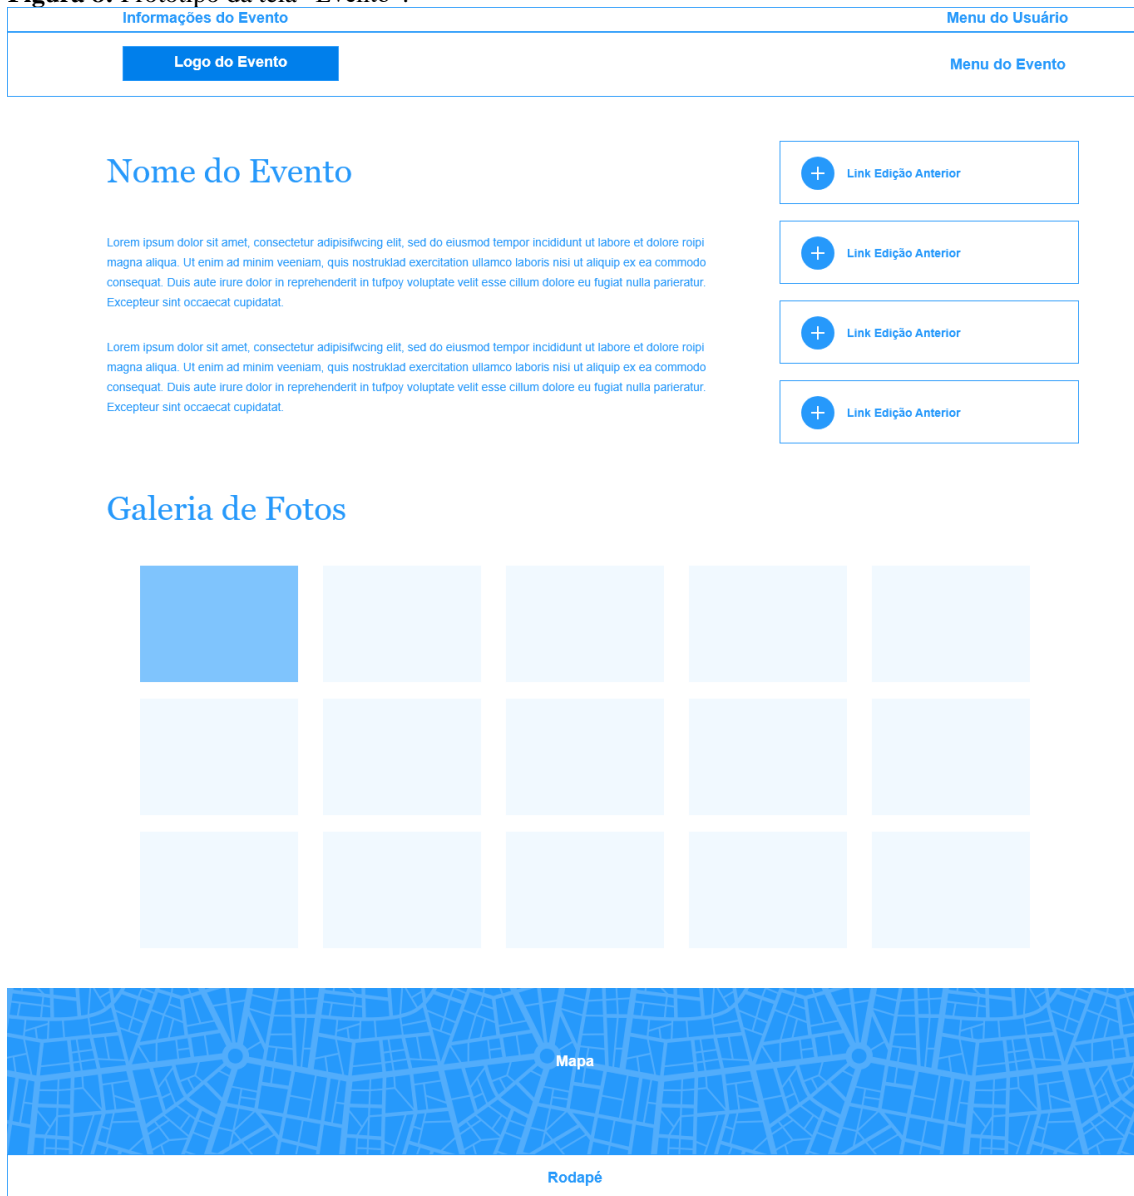 Figura 8: Protótipo da tela "Evento".
Informações do Evento
Menu do Usuário
Logo do Evento
Menu do Evento
Nome do Evento
Lorem ipsum dolor sit amet, consectetur adipisifwcing elit, sed do eiusmod tempor incididunt ut labore et dolore roipi
magna aliqua. Ut enim ad minim veeniam, quis nostruklad exercitation ullamco laboris nisi ut aliquip ex ea commodo
consequat. Duis aute irure dolor in reprehenderit in tufpoy voluptate velit esse cillum dolore eu fugiat nulla parieratur.
Excepteur sint occaecat cupidatat.
Lorem ipsum dolor sit amet, consectetur adipisifwcing elit, sed do eiusmod tempor incididunt ut labore et dolore roipi
magna aliqua. Ut enim ad minim veeniam, quis nostruklad exercitation ullamco laboris nisi ut aliquip ex ea commodo
consequat. Duis aute irure dolor in reprehenderit in tufpoy voluptate velit esse cillum dolore eu fugiat nulla parieratur.
Excepteur sint occaecat cupidatat.
Link Edição Anterior
Link Edição Anterior
Link Edição Anterior
Link Edição Anterior
Galeria de Fotos
Mapa
Rodapé